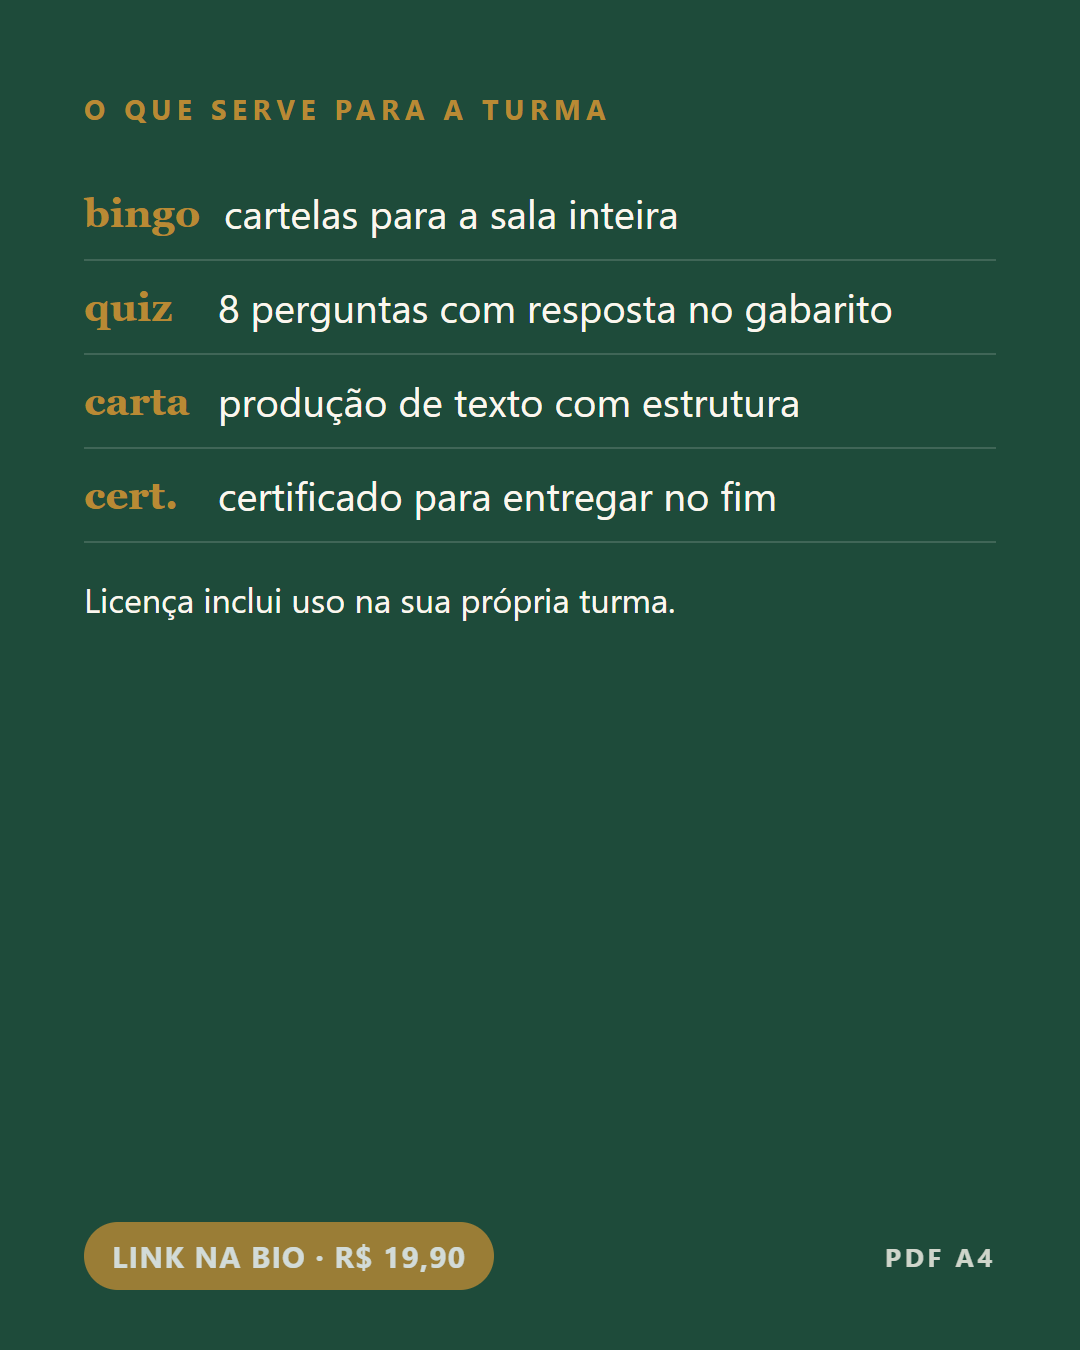 O QUE SERVE PARA A TURMA
bingo cartelas para a sala inteira
quiz 8 perguntas com resposta no gabarito
carta produção de texto com estrutura
cert. certificado para entregar no fim
Licença inclui uso na sua própria turma.
LINK NA BIO · R$ 19,90
PDF A4